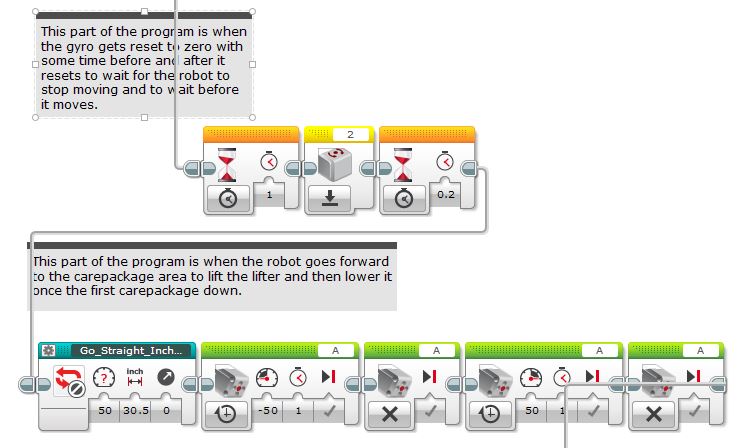 This part of the program is when
the gyro gets reset to zero with
some time before and after it
resets to wait for the robot to
stop moving and to wait before
it moves.
2
1
0.2
This part of the program is when the robot goes forward
to the carepackage area to lift the lifter and then lower it
once the first carepackage down.
Go_Straight_Inch... A A A A
inch
50 30.5 0 -50 1 50 1